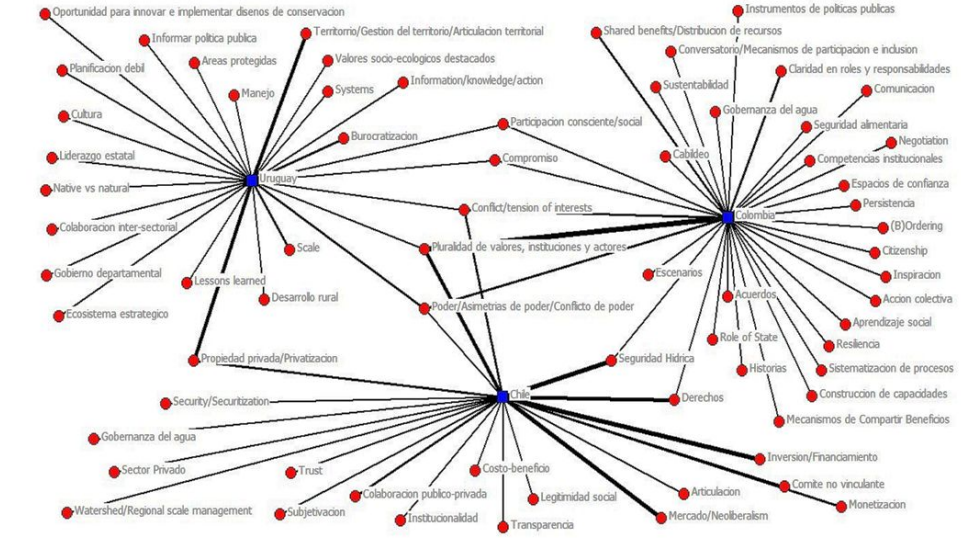 Oportunidad para innovar e implementar disenos de conservacion
Instrumentos de politicas publicas
Territorrio/Gestion del territorio/Articulacion territorial
Shared benefits/Distribucion de recursos
Informar politica publica
Conversatorio/Mecanismos de participacion e inclusion
Valores socio-ecologicos destacados
Areas protegidas
Planificacion debil
Claridad en roles y responsabilidades
Information/knowledge/action
Sustentabilidad
Systems
Comunicacion
Manejo
Gobernanza del agua
Cultura
Participacion consciente/social
Seguridad alimentaria
Burocratizacion
Negotiation
Cabildeo
Liderazgo estatal
Compromiso
Competencias institucionales
Uruguay
Espacios de confianza
Native vs natural
Persistencia
Conflict/tension of interests
Colombia
Colaboracion inter-sectorial
(B)Ordering
Scale
Pluralidad de valores, instituciones y actores
Citizenship
Gobierno departamental
Escenarios
Inspiracion
Lessons learned
Desarrollo rural
Acuerdos
Accion colectiva
Poder/Asimetrias de poder/Conflicto de poder
Ecosistema estrategico
Aprendizaje social
Role of State
Resiliencia
Propiedad privada/Privatizacion
Seguridad Hidrica
Historias
Sistematizacion de procesos
Chile
Derechos
Construccion de capacidades
Security/Securitization
Mecanismos de Compartir Beneficios
Gobernanza del agua
Inversion/Financiamiento
Sector Privado
Trust
Costo-beneficio
Comite no vinculante
Colaboracion publico-privada
Legitimidad social
Articulacion
Monetizacion
Watershed/Regional scale management
Subjetivacion
Institucionalidad
Mercado/Neoliberalism
Transparencia